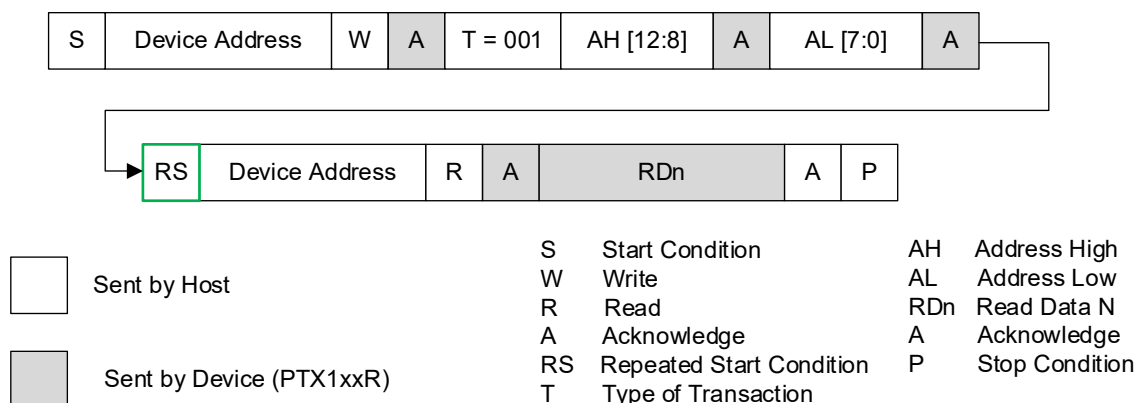 S Device Address W A T = 001 AH [12:8] A AL [7:0] A
RS Device Address R A RDn A P
Sent by Host
Sent by Device (PTX1xxR)
S Start Condition
W Write
R Read
A Acknowledge
RS Repeated Start Condition
T Type of Transaction
AH Address High
AL Address Low
RDn Read Data N
A Acknowledge
P Stop Condition